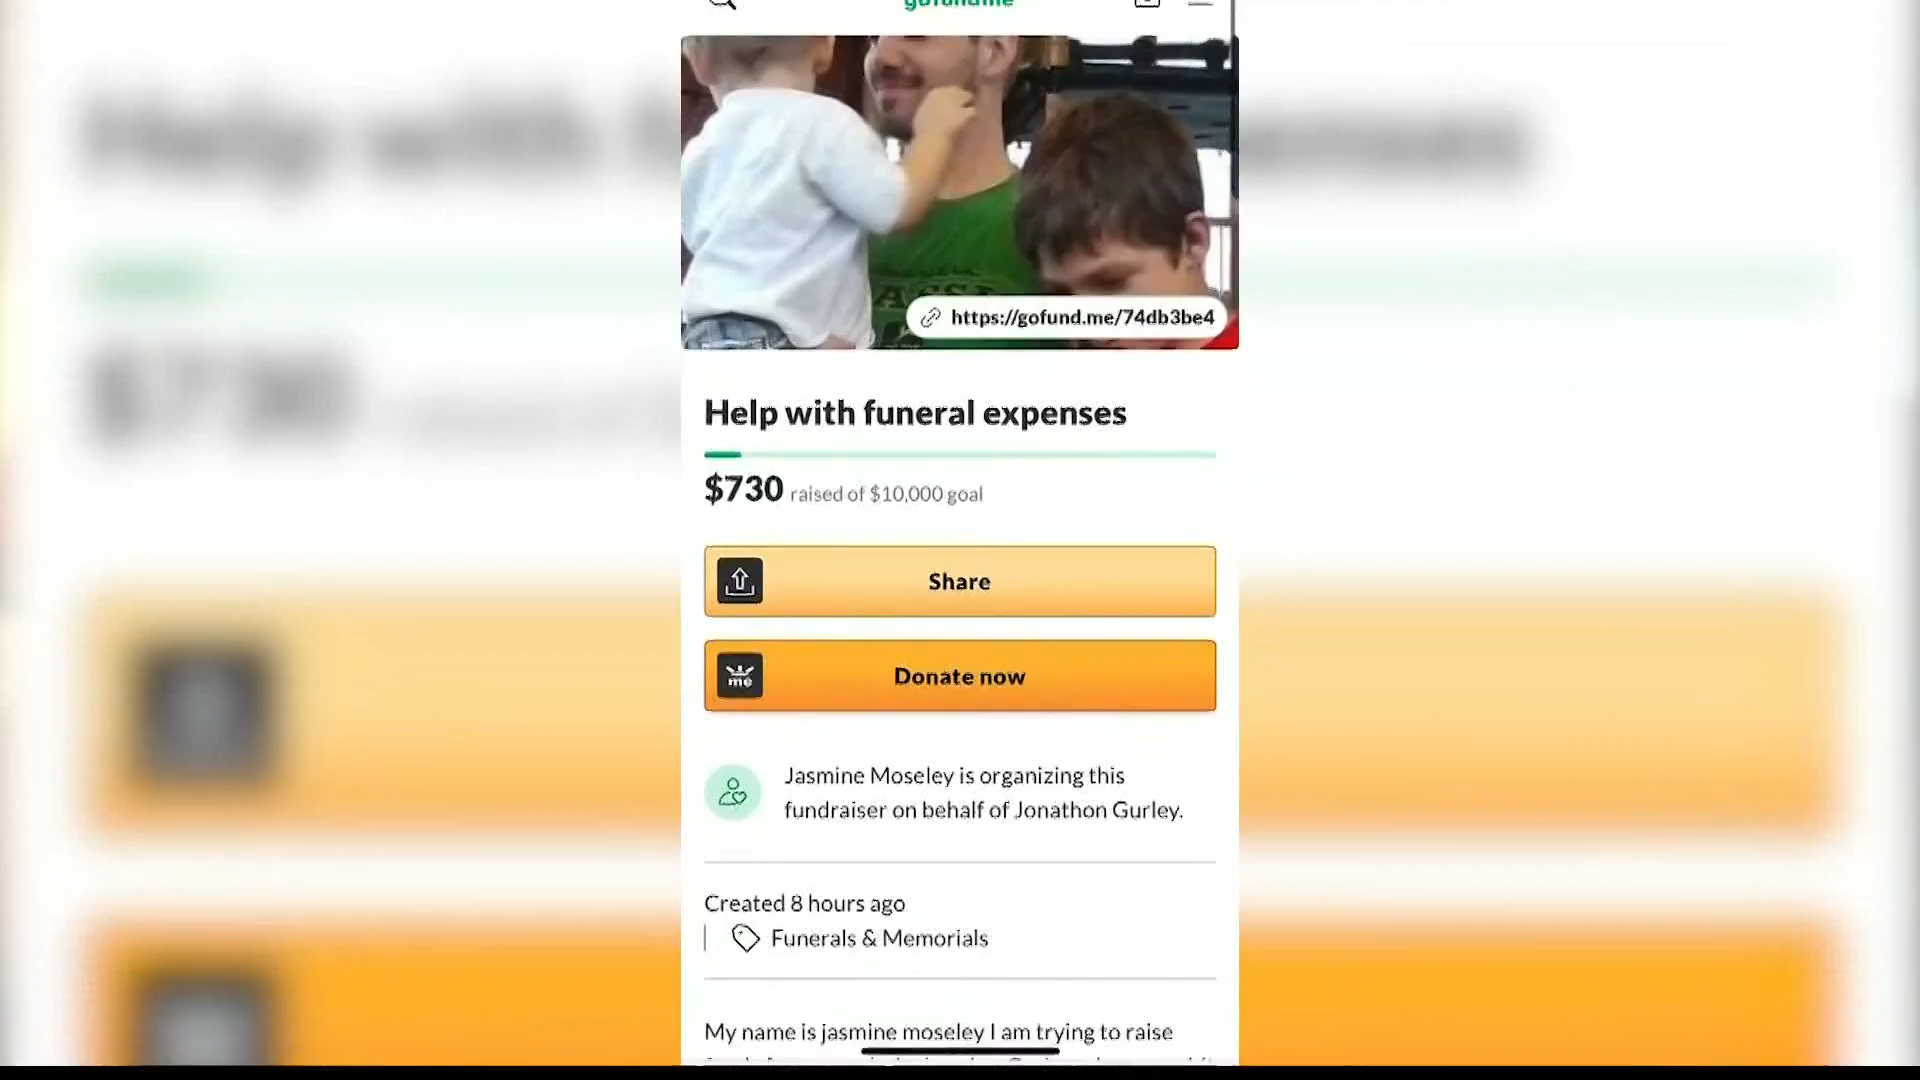 gofundme
https://gofund.me/74db3be4
Help with funeral expenses
$730 raised of $10,000 goal
Share
me
Donate now
Jasmine Moseley is organizing this
fundraiser on behalf of Jonathon Gurley.
Created 8 hours ago
Funerals & Memorials
My name is jasmine moseley I am trying to raise